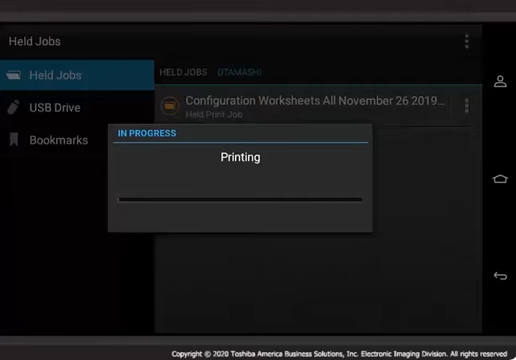 Held Jobs
Held Jobs
USB Drive
Bookmarks
HELD JOBS DTAMASHI
Configuration Worksheets All November 26 2019...
Held Print Job
IN PROGRESS
Printing
Copyright © 2020 Toshiba America Business Solutions, Inc. Electronic Imaging Division. All rights reserved